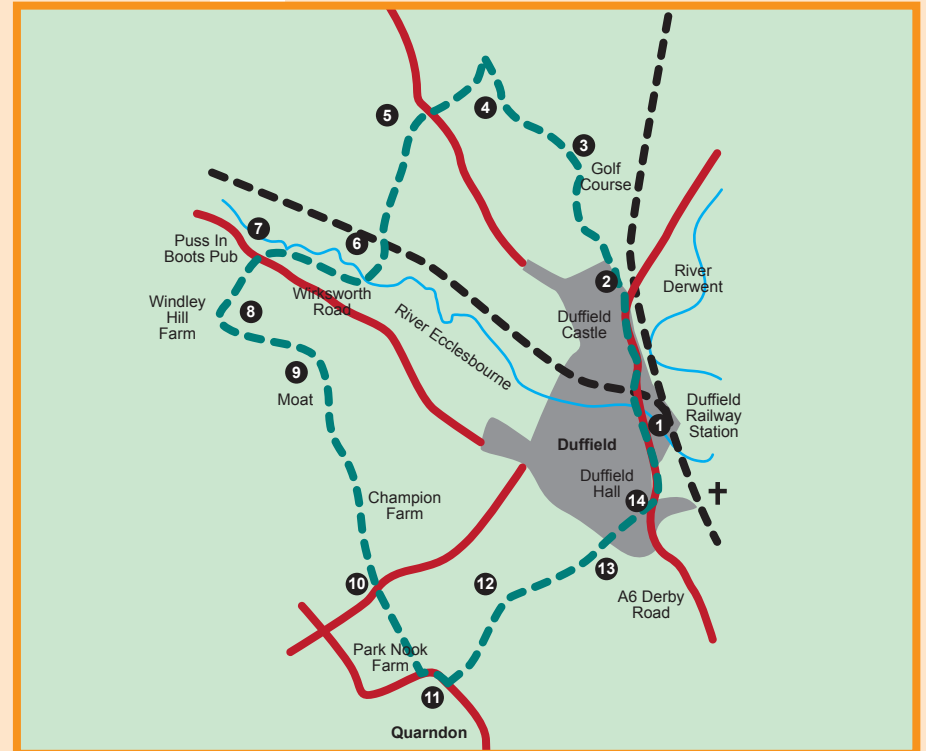 4
5
3
Golf
Course
7
6
Puss In
Boots Pub
River
Derwent
2
Wirksworth
Road
Windley
Hill
Farm
8
Duffield
Castle
River Ecclesbourne
9
Moat
Duffield
Railway
Station
1
Duffield
Duffield
Hall
14
Champion
Farm
13
10
12
A6 Derby
Road
Park Nook
Farm
11
Quarndon